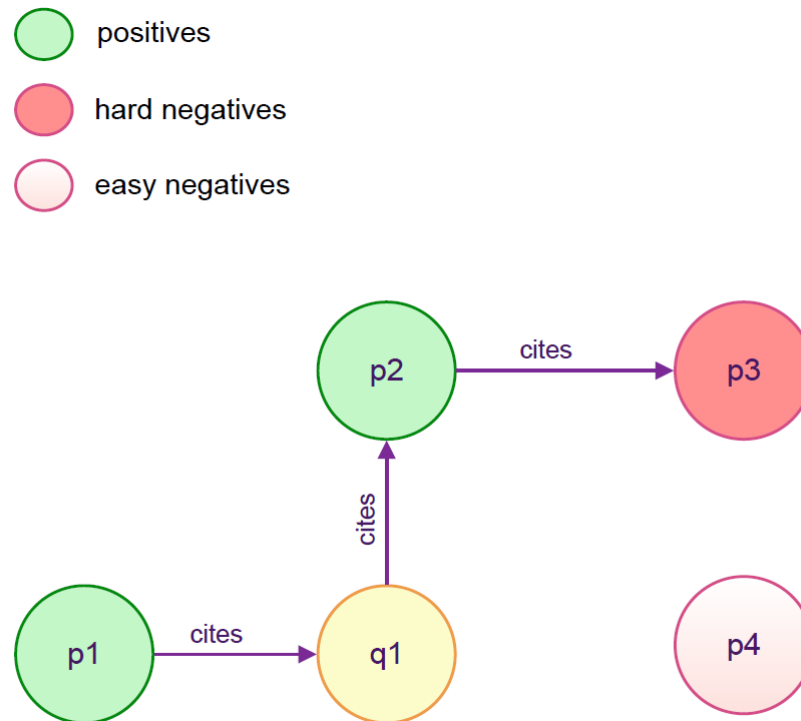 positives
hard negatives
easy negatives
p2
cites
p3
cites
p1
cites
q1
p4